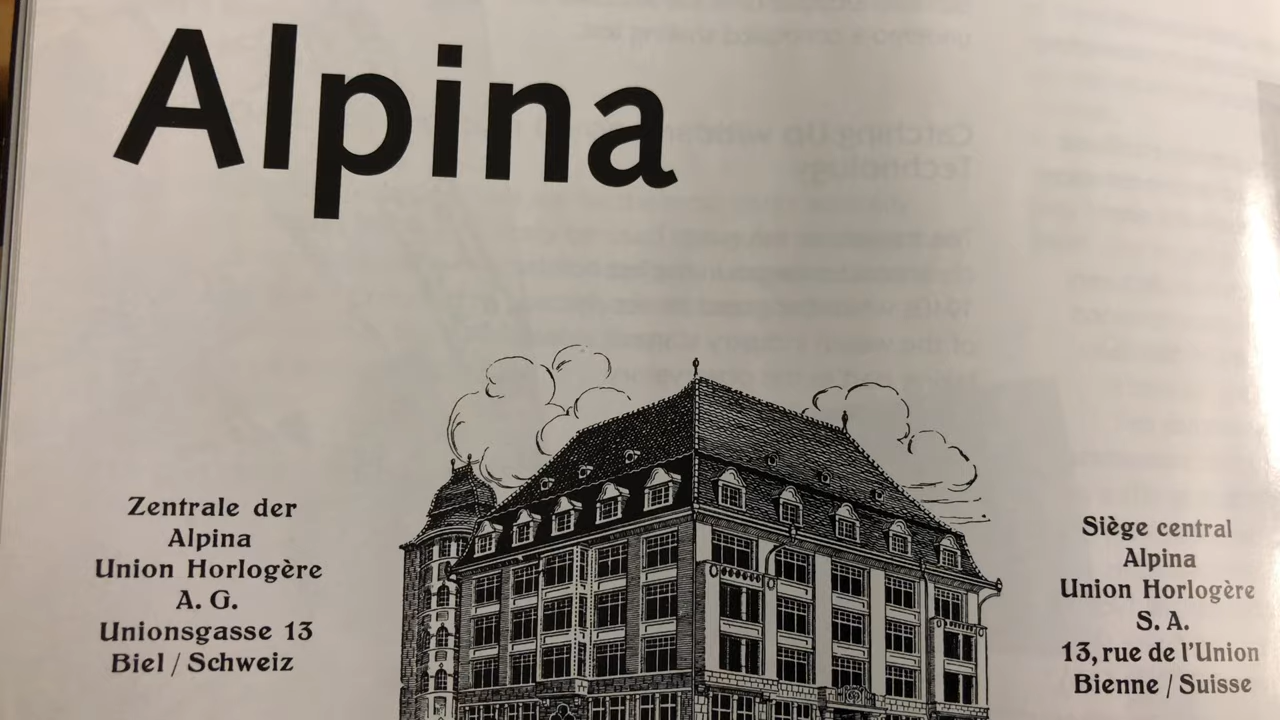 Alpina
Zentrale der
Alpina
Union Horlogère
A. G.
Unionsgasse 13
Biel / Schweiz
Siège central
Alpina
Union Horlogère
S. A.
13, rue de l'Union
Bienne / Suisse